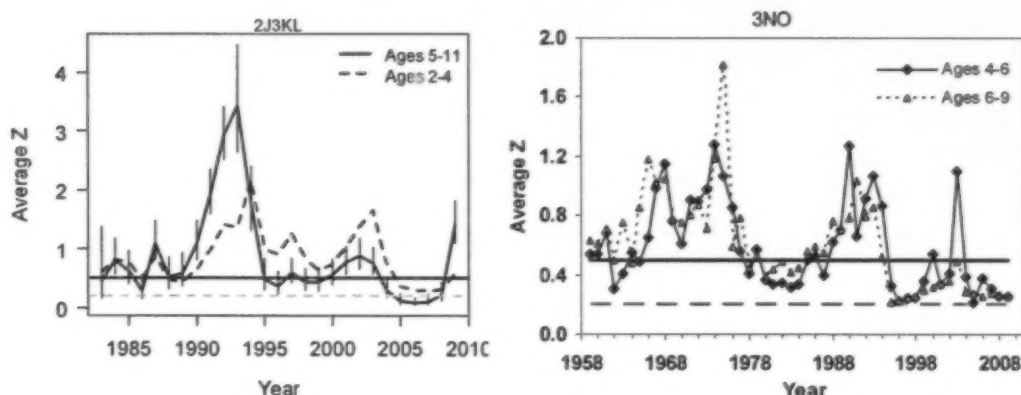 2J3KL
Ages 5-11
Ages 2-4
Average Z
4
3
2
1
0
1985 1990 1995 2000 2005 2010
Year
3NO
Ages 4-6
Ages 6-9
Average Z
2.0
1.6
1.2
0.8
0.4
0.0
1958 1968 1978 1988 1998 2008
Year